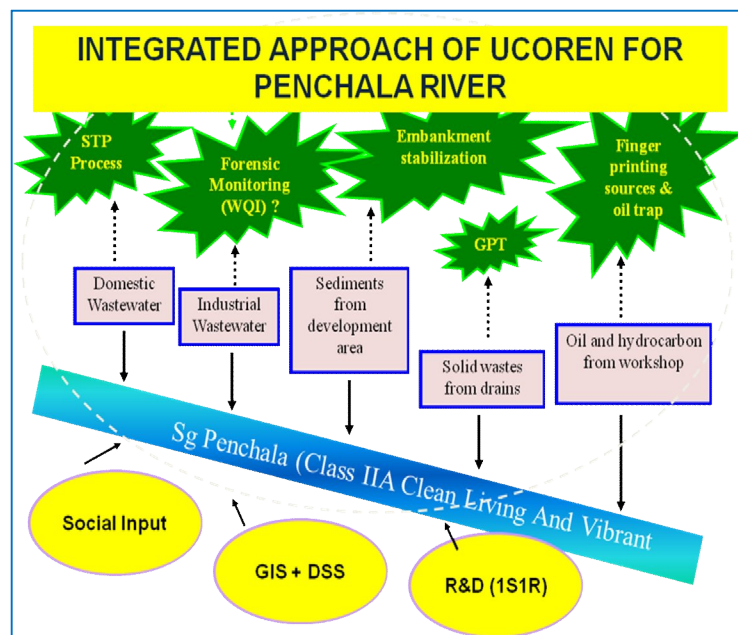 INTEGRATED APPROACH OF UCOREN FOR
PENCHALA RIVER
STP
Process
Forensic
Monitoring
(WQI) ?
Embankment
stabilization
GPT
Finger
printing
sources &
oil trap
Domestic
Wastewater
Industrial
Wastewater
Sediments
from
development
area
Solid wastes
from drains
Oil and hydrocarbon
from workshop
Sg Penchala (Class IIA Clean Living And Vibrant
Social Input
GIS + DSS
R&D (1S1R)